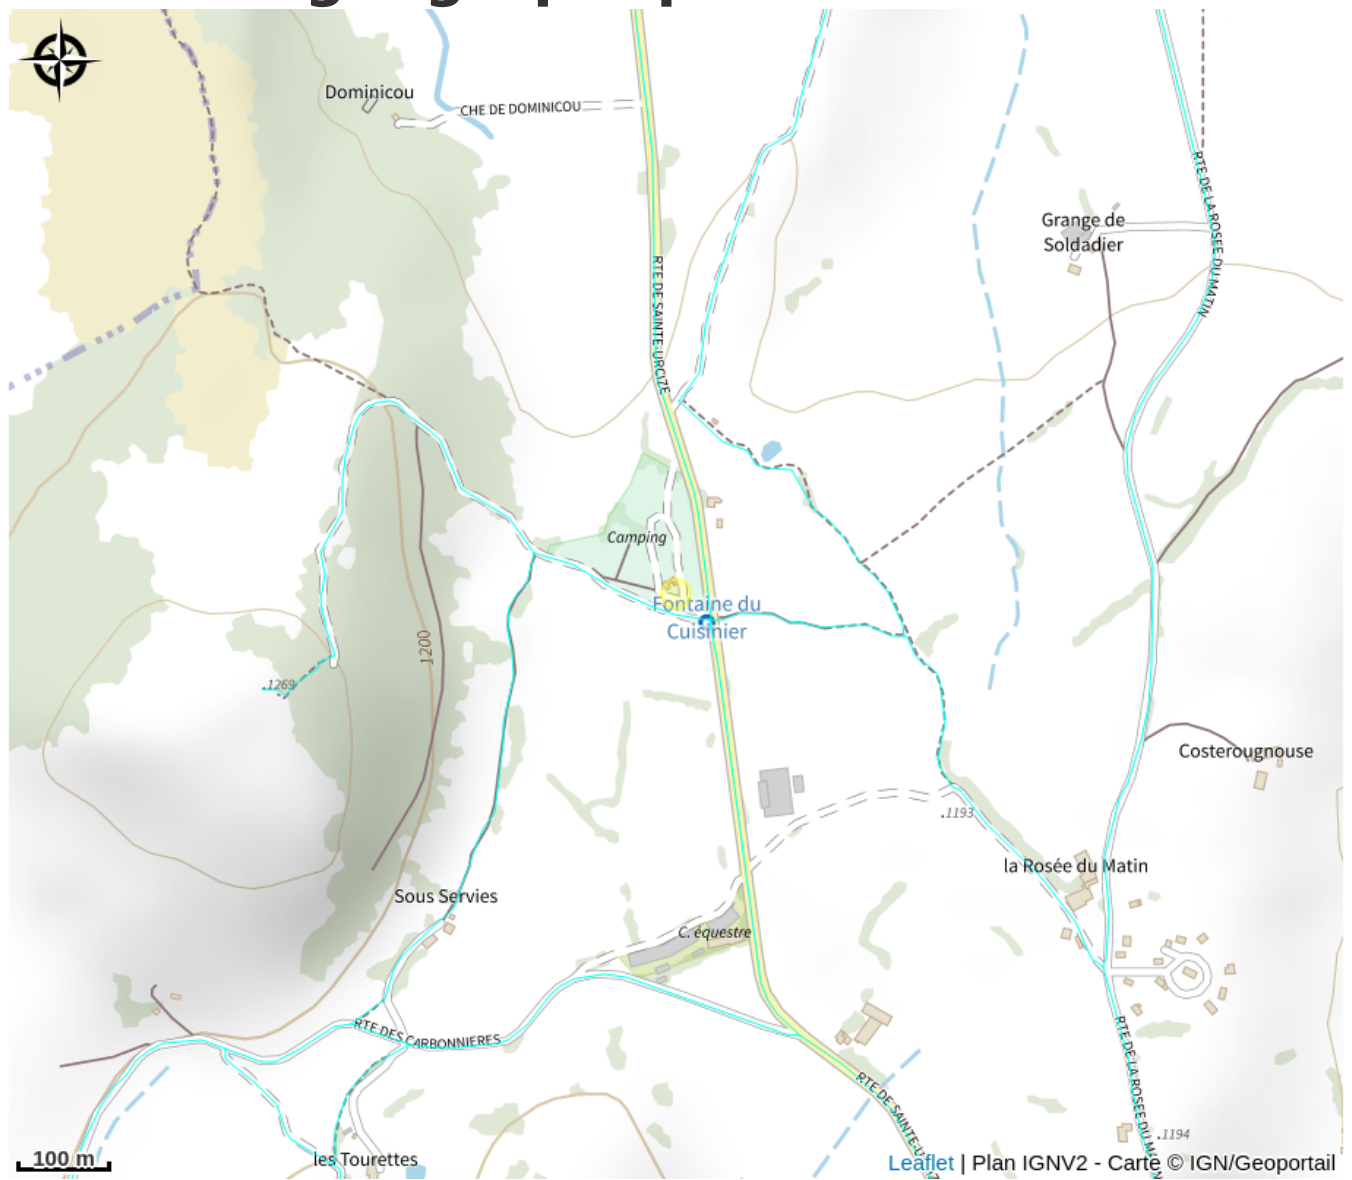 Dominicou
CHE DE DOMINICOU
RTE DE LA ROSEE DU MATIN
Grange de
Soldadier
RTE DE SAINTE-URCIZE
Camping
Fontaine du
Cuisinier
1200
.1269
Costerougnouse
.1193
la Rosée du Matin
Sous Servies
C. équestre
RTE DES CARBONNIERES
RTE DE SAINTE-U
RTE DE LA ROSEE DU M
.1194
les Tourettes
100 m
Leaflet | Plan IGNV2 - Carte © IGN/Geoportail